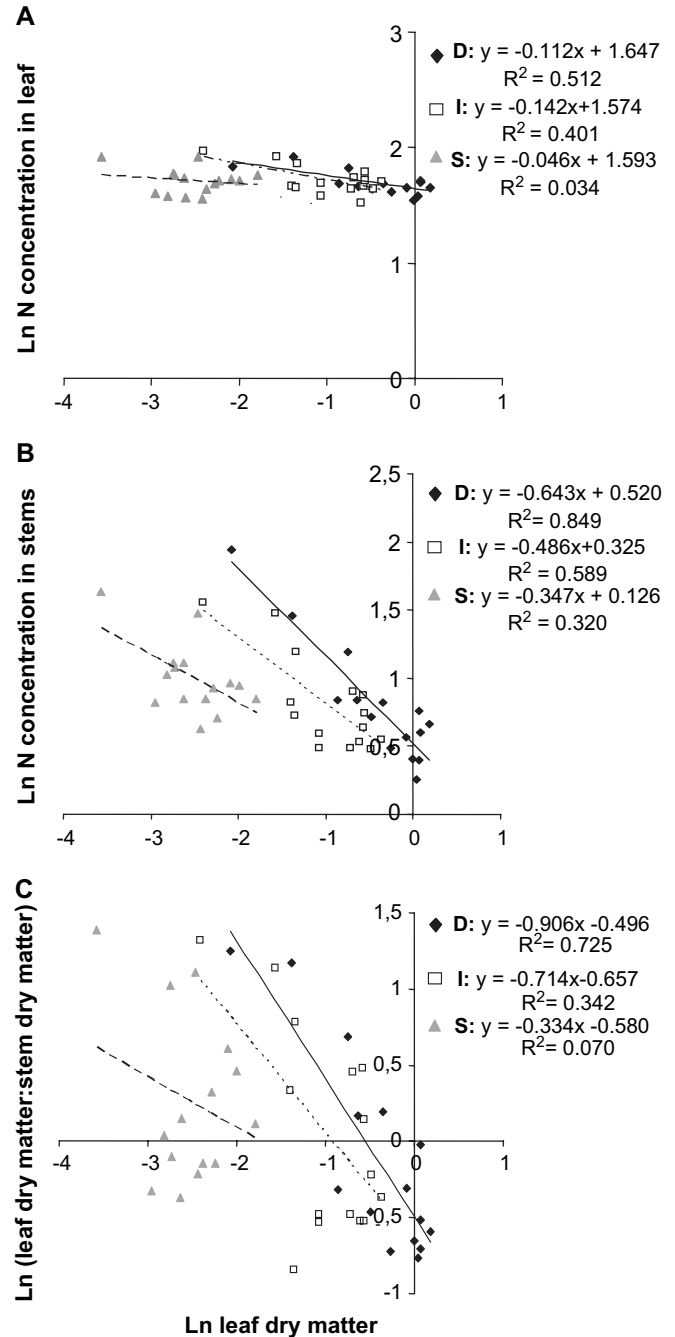 A
Ln N concentration in leaf
3
2
1
0
-4 -3 -2 -1 0 1
D: y = -0.112x + 1.647
R2 = 0.512
I: y = -0.142x+1.574
R2 = 0.401
S: y = -0.046x + 1.593
R2 = 0.034
B
Ln N concentration in stems
2,5
2
1,5
1
0,5
0
-4 -3 -2 -1 0 1
D: y = -0.643x + 0.520
R2= 0.849
I: y = -0.486x+0.325
R2 = 0.589
S: y = -0.347x + 0.126
R2 = 0.320
C
Ln (leaf dry matter:stem dry matter)
1,5
1
0,5
0
0,5
-1
-4 -3 -2 -1 0 1
D: y = -0.906x -0.496
R2= 0.725
I: y = -0.714x-0.657
R2 = 0.342
S: y = -0.334x -0.580
R2= 0.070
Ln leaf dry matter